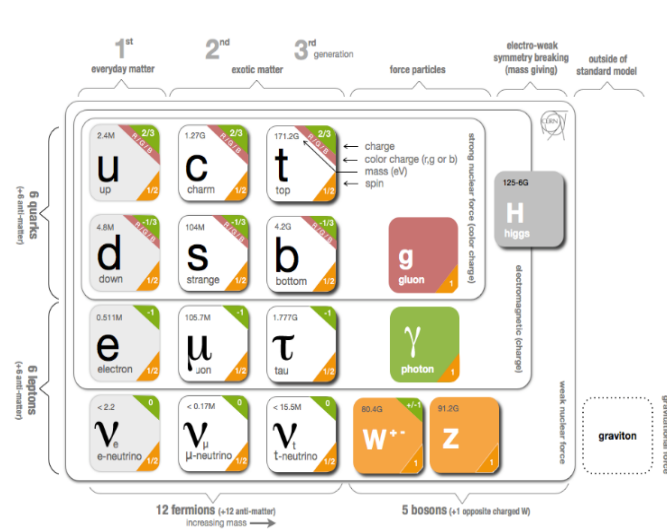 1st
2nd
3rd generation
everyday matter
exotic matter
force particles
electro-weak
symmetry breaking
(mass giving)
outside of
standard model
6 quarks
(+6 anti-matter)
6 leptons
(+6 anti-matter)
2.4M 2/3
R/G/B
u
up 1/2
1.27G 2/3
R/G/B
c
charm 1/2
171.2G 2/3
R/G/B
t
top 1/2
charge
color charge (r,g or b)
mass (eV)
spin
strong nuclear force (color charge)
CERN
125-6G
H
higgs
4.8M -1/3
R/G/B
d
down 1/2
104M -1/3
R/G/B
s
strange 1/2
4.2G -1/3
R/G/B
b
bottom 1/2
g
gluon 1
electromagnetic (charge)
0.511M -1
e
electron 1/2
105.7M -1
μ
uon 1/2
1.777G -1
τ
tau 1/2
γ
photon 1
weak nuclear force
< 2.2 0
νe
e-neutrino 1/2
< 0.17M 0
νμ
μ-neutrino 1/2
< 15.5M 0
νt
t-neutrino 1/2
80.4G +/-1
W+-
1
91.2G
Z
1
graviton
gravitational force
12 fermions (+12 anti-matter)
increasing mass
5 bosons (+1 opposite charged W)